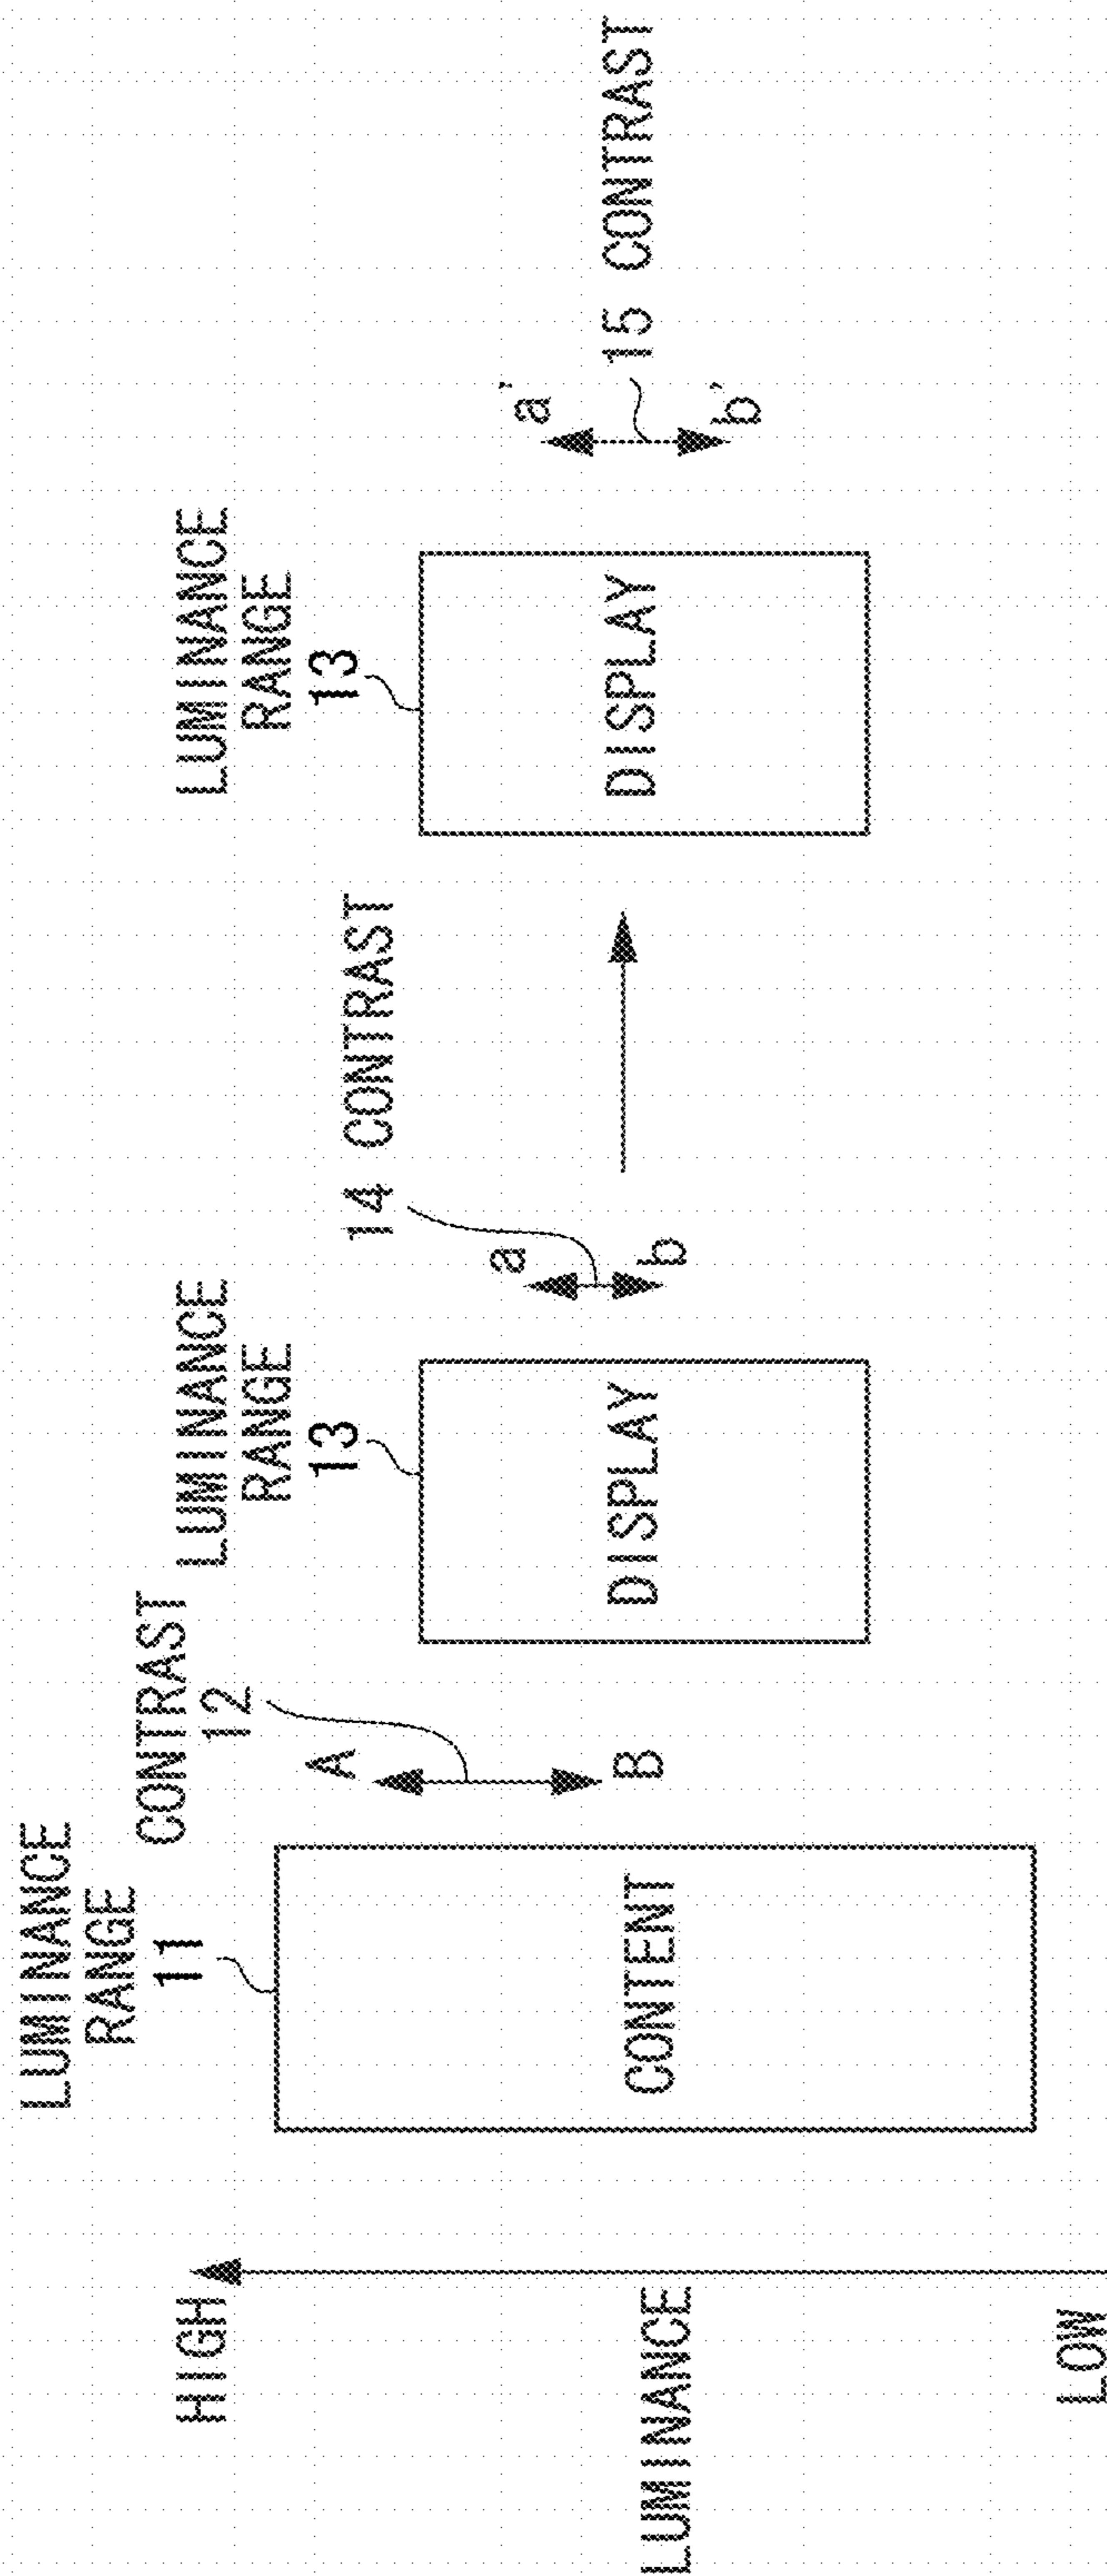 HIGH
LUMINANCE
LOW
LUMINANCE
RANGE
11
CONTENT
CONTRAST
12
A
B
LUMINANCE
RANGE
13
DISPLAY
14 CONTRAST
a
b
LUMINANCE
RANGE
13
DISPLAY
a'
b'
15 CONTRAST